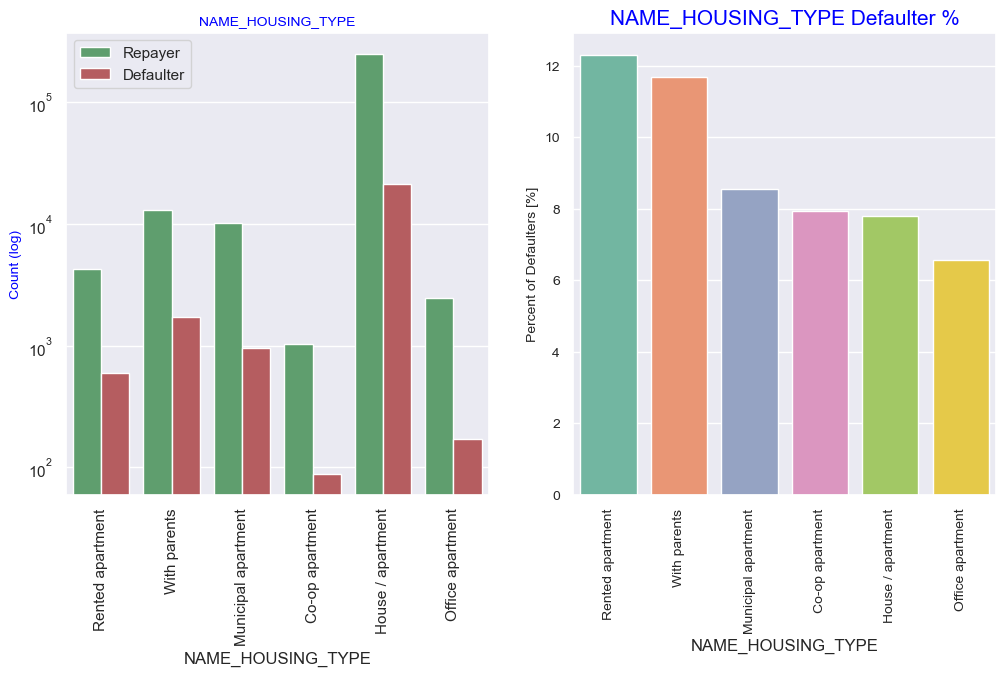 NAME_HOUSING_TYPE
Repayer
Defaulter
Count (log)
10^5
10^4
10^3
10^2
Rented apartment
With parents
Municipal apartment
Co-op apartment
House / apartment
Office apartment
NAME_HOUSING_TYPE
NAME_HOUSING_TYPE Defaulter %
Percent of Defaulters [%]
12
10
8
6
4
2
0
Rented apartment
With parents
Municipal apartment
Co-op apartment
House / apartment
Office apartment
NAME_HOUSING_TYPE